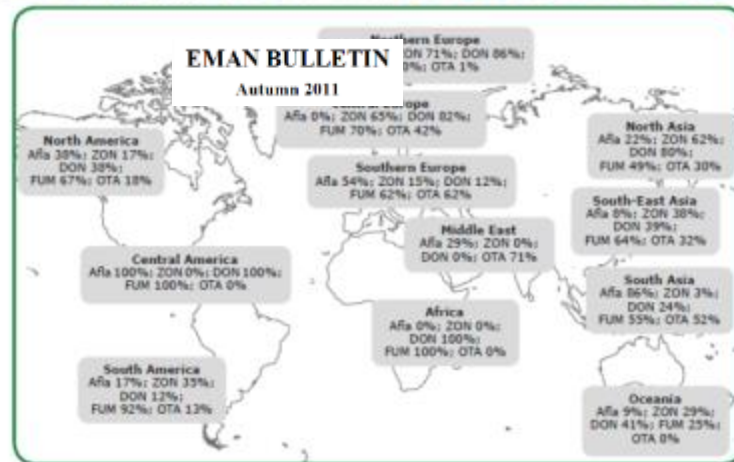 Northern Europe
ON 71%; DON 86%;
0%; OTA 1%
EMAN BULLETIN
Autumn 2011
Europe
Afla 0%; ZON 65%; DON 82%;
FUM 70%; OTA 42%
North America
Afla 38%; ZON 17%;
DON 38%;
FUM 67%; OTA 18%
Southern Europe
Afla 54%; ZON 15%; DON 12%;
FUM 62%; OTA 62%
North Asia
Afla 22%; ZON 62%;
DON 80%;
FUM 49%; OTA 30%
South-East Asia
Afla 8%; ZON 38%;
DON 39%;
FUM 64%; OTA 32%
Middle East
Afla 29%; ZON 0%;
DON 0%; OTA 71%
Central America
Afla 100%; ZON 0%; DON 100%;
FUM 100%; OTA 0%
South Asia
Afla 86%; ZON 3%;
DON 24%;
FUM 55%; OTA 52%
Africa
Afla 0%; ZON 0%;
DON 100%;
FUM 100%; OTA 0%
South America
Afla 17%; ZON 35%;
DON 12%;
FUM 92%; OTA 13%
Oceania
Afla 9%; ZON 29%;
DON 41%; FUM 25%;
OTA 0%